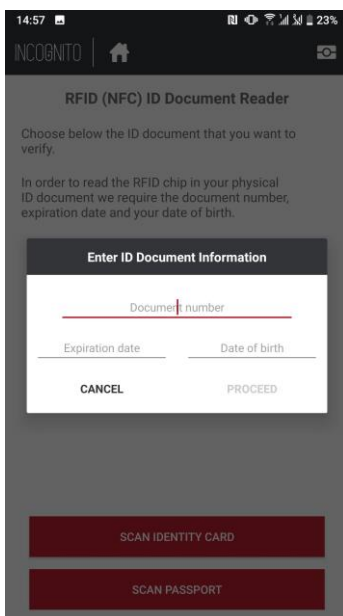 14:57
23%
INCOGNITO
RFID (NFC) ID Document Reader
Choose below the ID document that you want to
verify.
In order to read the RFID chip in your physical
ID document we require the document number,
expiration date and your date of birth.
Enter ID Document Information
Document number
Expiration date
Date of birth
CANCEL
PROCEED
SCAN IDENTITY CARD
SCAN PASSPORT